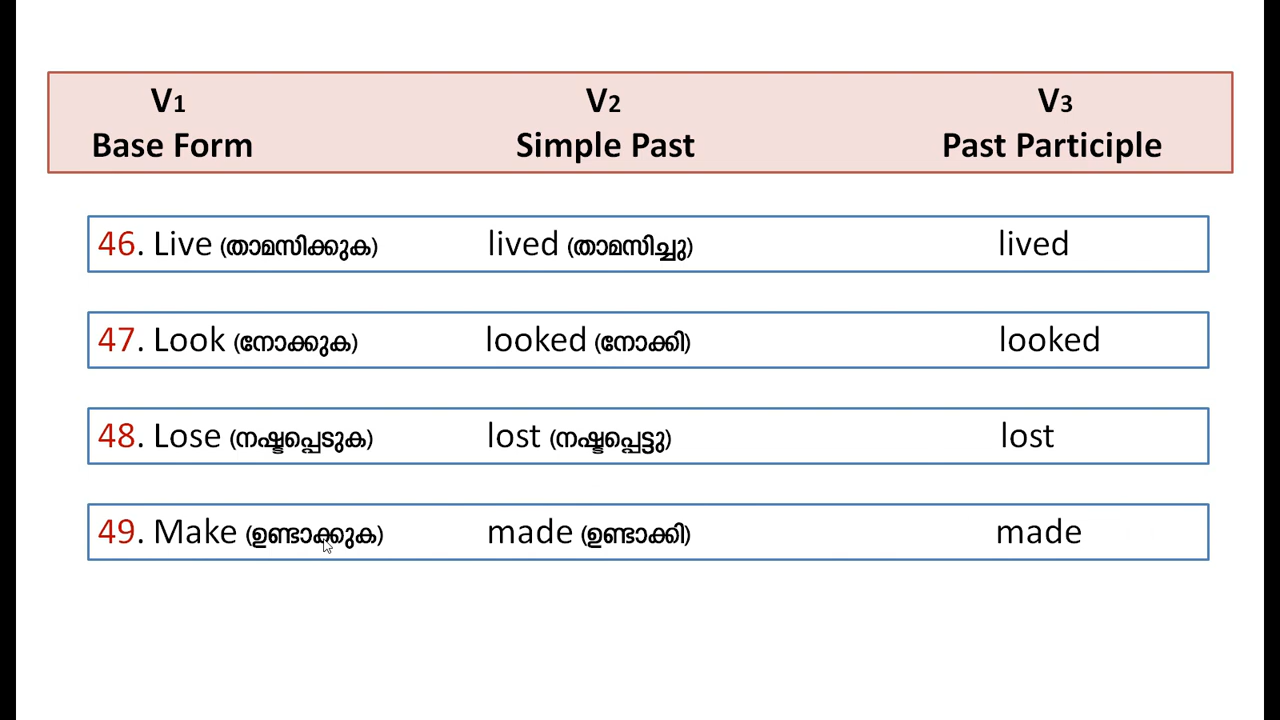 V1 V2 V3
Base Form Simple Past Past Participle
46. Live (താമസിക്കുക) lived (താമസിച്ചു) lived
47. Look (നോക്കുക) looked (നോക്കി) looked
48. Lose (നഷ്ടപ്പെടുക) lost (നഷ്ടപ്പെട്ടു) lost
49. Make (ഉണ്ടാക്കുക) made (ഉണ്ടാക്കി) made